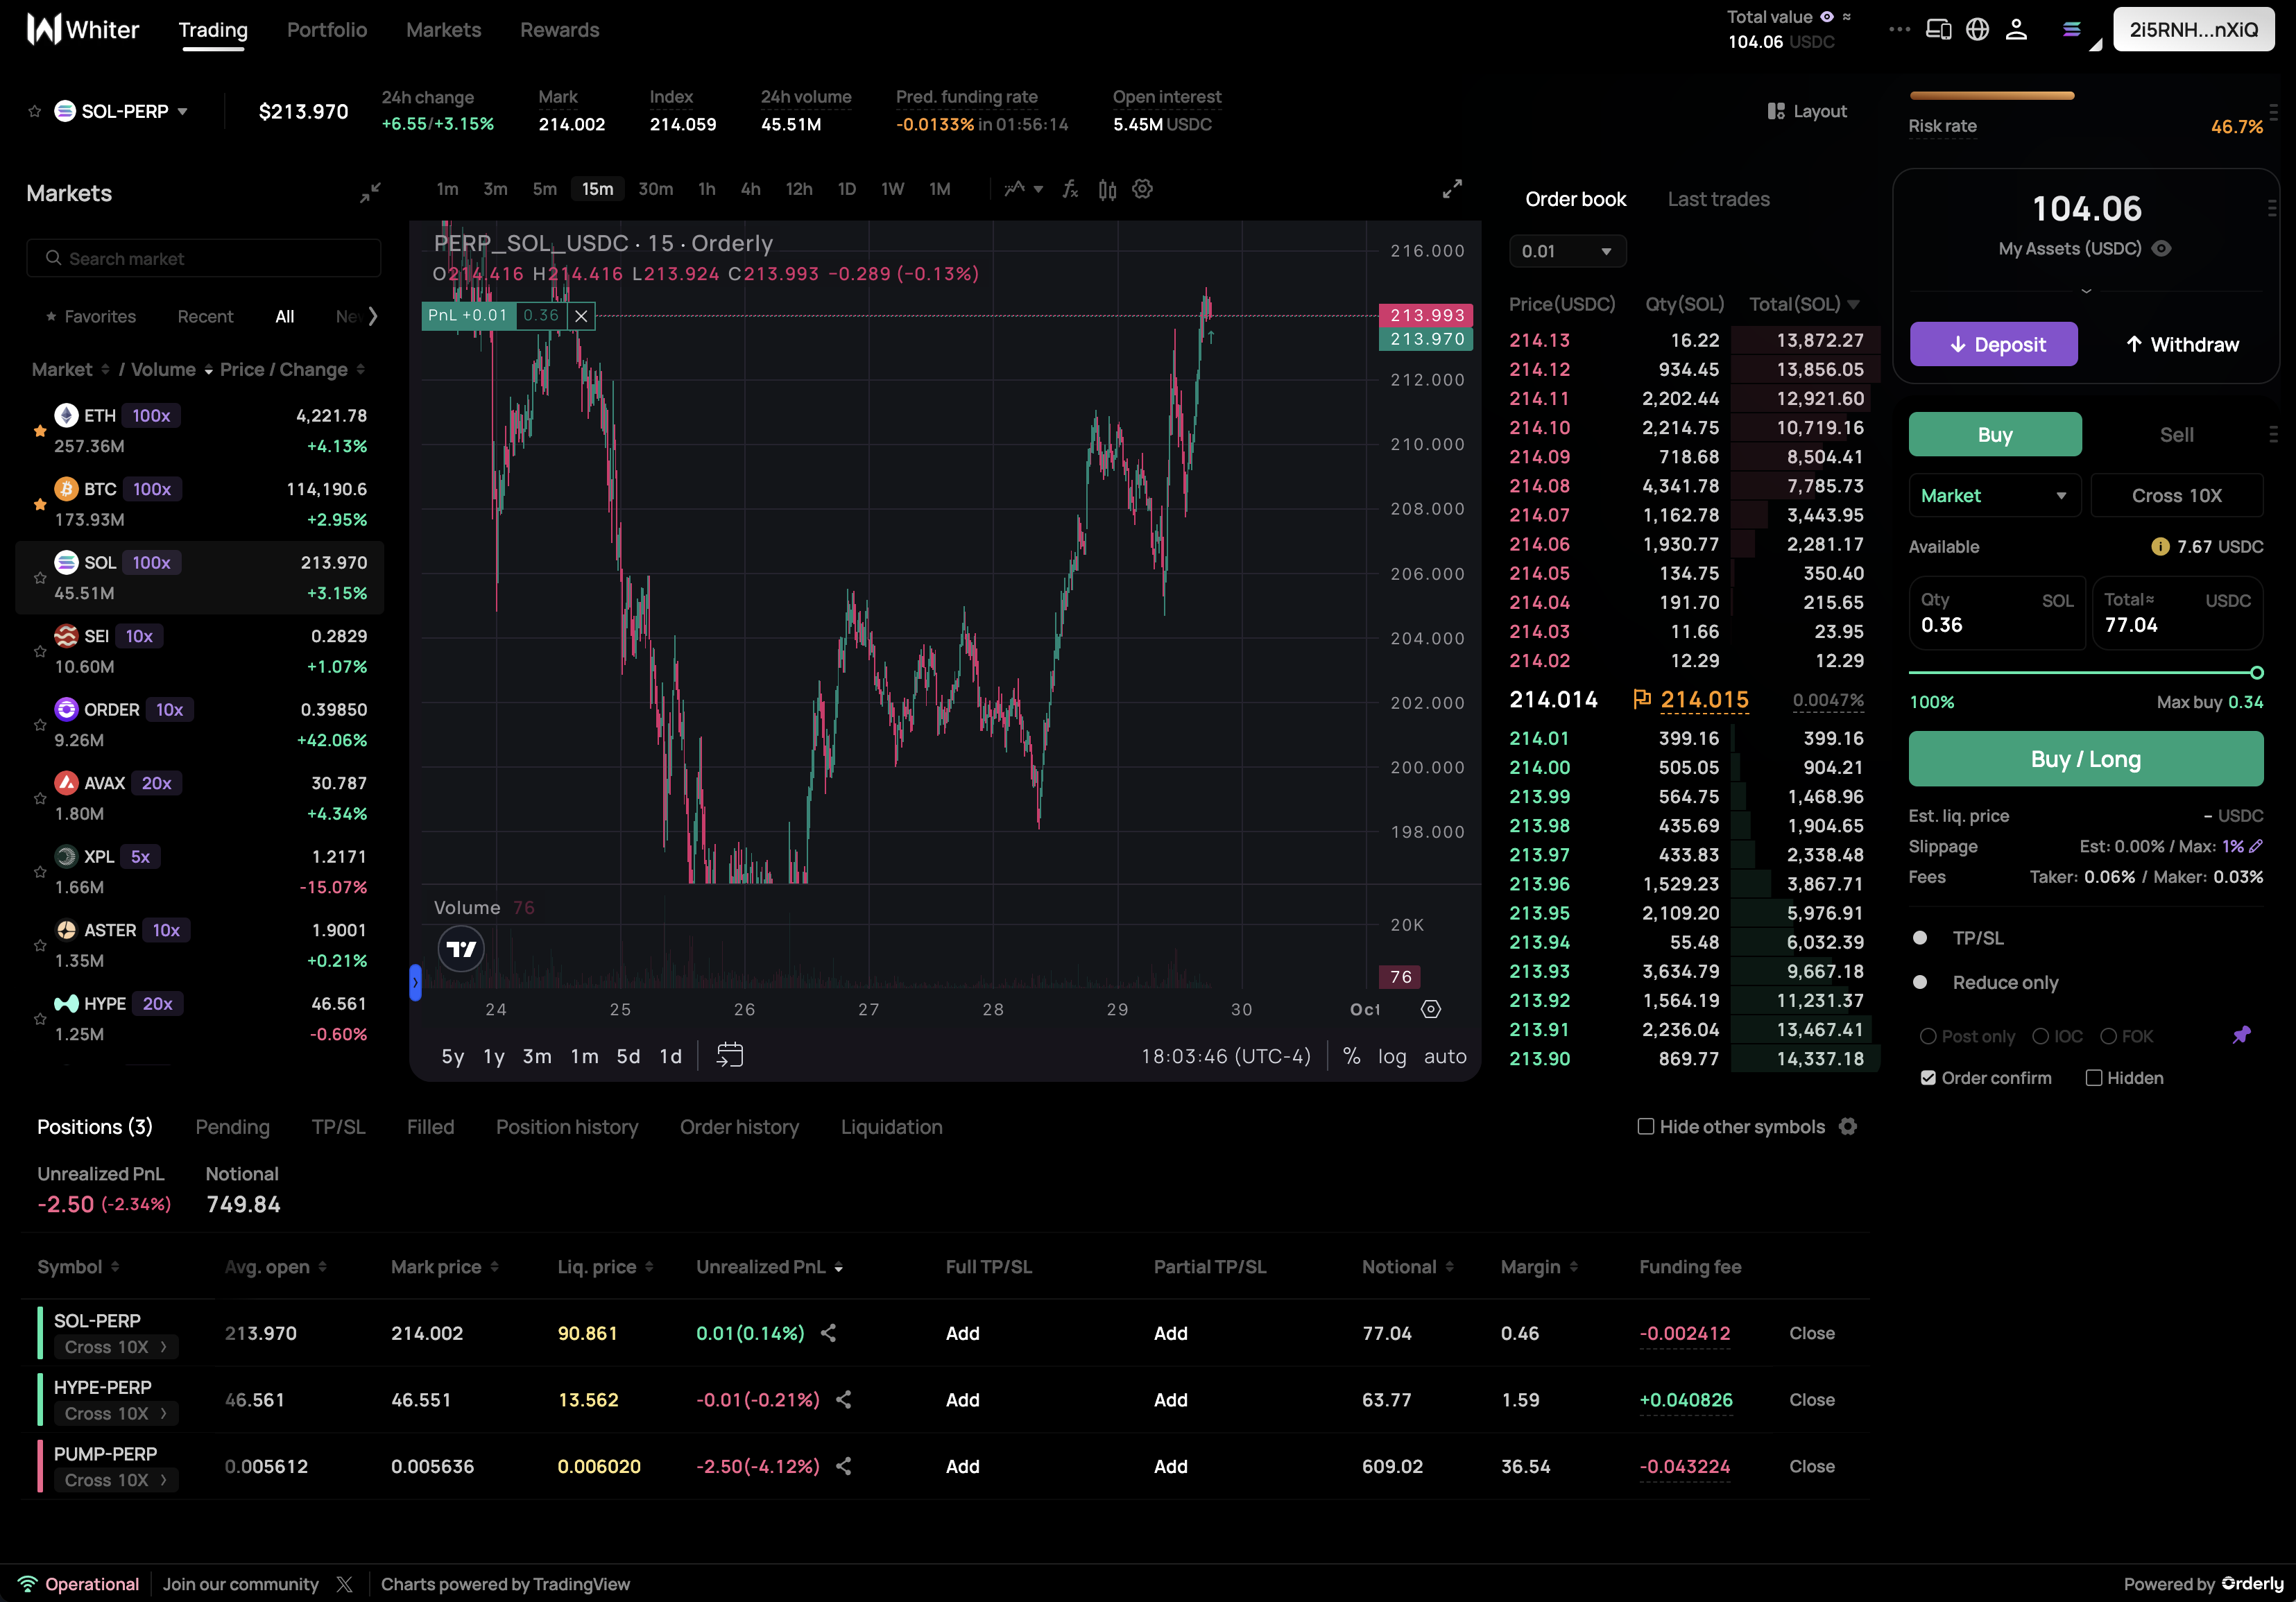 Whiter
Trading Portfolio Markets Rewards
Total value ≈
104.06 USDC
2i5RNH...nXiQ
SOL-PERP
$213.970
24h change
+6.55/+3.15%
Mark
214.002
Index
214.059
24h volume
45.51M
Pred. funding rate
-0.0133% in 01:56:14
Open interest
5.45M USDC
Layout
Risk rate 46.7%
Markets
Search market
Favorites Recent All
Market / Volume Price / Change
ETH 100x 4,221.78
257.36M +4.13%
BTC 100x 114,190.6
173.93M +2.95%
SOL 100x 213.970
45.51M +3.15%
SEI 10x 0.2829
10.60M +1.07%
ORDER 10x 0.39850
9.26M +42.06%
AVAX 20x 30.787
1.80M +4.34%
XPL 5x 1.2171
1.66M -15.07%
ASTER 10x 1.9001
1.35M +0.21%
HYPE 20x 46.561
1.25M -0.60%
1m 3m 5m 15m 30m 1h 4h 12h 1D 1W 1M
PERP_SOL_USDC · 15 · Orderly
O214.416 H214.416 L213.924 C213.993 −0.289 (−0.13%)
PnL +0.01 0.36
216.000
213.993
213.970
212.000
210.000
208.000
206.000
204.000
202.000
200.000
198.000
Volume 76
20K
76
24 25 26 27 28 29 30 Oct
5y 1y 3m 1m 5d 1d
18:03:46 (UTC-4) % log auto
Order book Last trades
0.01
Price(USDC) Qty(SOL) Total(SOL)
214.13 16.22 13,872.27
214.12 934.45 13,856.05
214.11 2,202.44 12,921.60
214.10 2,214.75 10,719.16
214.09 718.68 8,504.41
214.08 4,341.78 7,785.73
214.07 1,162.78 3,443.95
214.06 1,930.77 2,281.17
214.05 134.75 350.40
214.04 191.70 215.65
214.03 11.66 23.95
214.02 12.29 12.29
214.014 214.015 0.0047%
214.01 399.16 399.16
214.00 505.05 904.21
213.99 564.75 1,468.96
213.98 435.69 1,904.65
213.97 433.83 2,338.48
213.96 1,529.23 3,867.71
213.95 2,109.20 5,976.91
213.94 55.48 6,032.39
213.93 3,634.79 9,667.18
213.92 1,564.19 11,231.37
213.91 2,236.04 13,467.41
213.90 869.77 14,337.18
104.06
My Assets (USDC)
Deposit Withdraw
Buy Sell
Market Cross 10X
Available 7.67 USDC
Qty SOL
0.36
Total≈ USDC
77.04
100% Max buy 0.34
Buy / Long
Est. liq. price – USDC
Slippage Est: 0.00% / Max: 1%
Fees Taker: 0.06% / Maker: 0.03%
TP/SL
Reduce only
Post only IOC FOK
Order confirm Hidden
Positions (3) Pending TP/SL Filled Position history Order history Liquidation
Hide other symbols
Unrealized PnL Notional
-2.50 (-2.34%) 749.84
Symbol Avg. open Mark price Liq. price Unrealized PnL Full TP/SL Partial TP/SL Notional Margin Funding fee
SOL-PERP
Cross 10X
213.970 214.002 90.861 0.01(0.14%) Add Add 77.04 0.46 -0.002412 Close
HYPE-PERP
Cross 10X
46.561 46.551 13.562 -0.01(-0.21%) Add Add 63.77 1.59 +0.040826 Close
PUMP-PERP
Cross 10X
0.005612 0.005636 0.006020 -2.50(-4.12%) Add Add 609.02 36.54 -0.043224 Close
Operational Join our community Charts powered by TradingView
Powered by Orderly